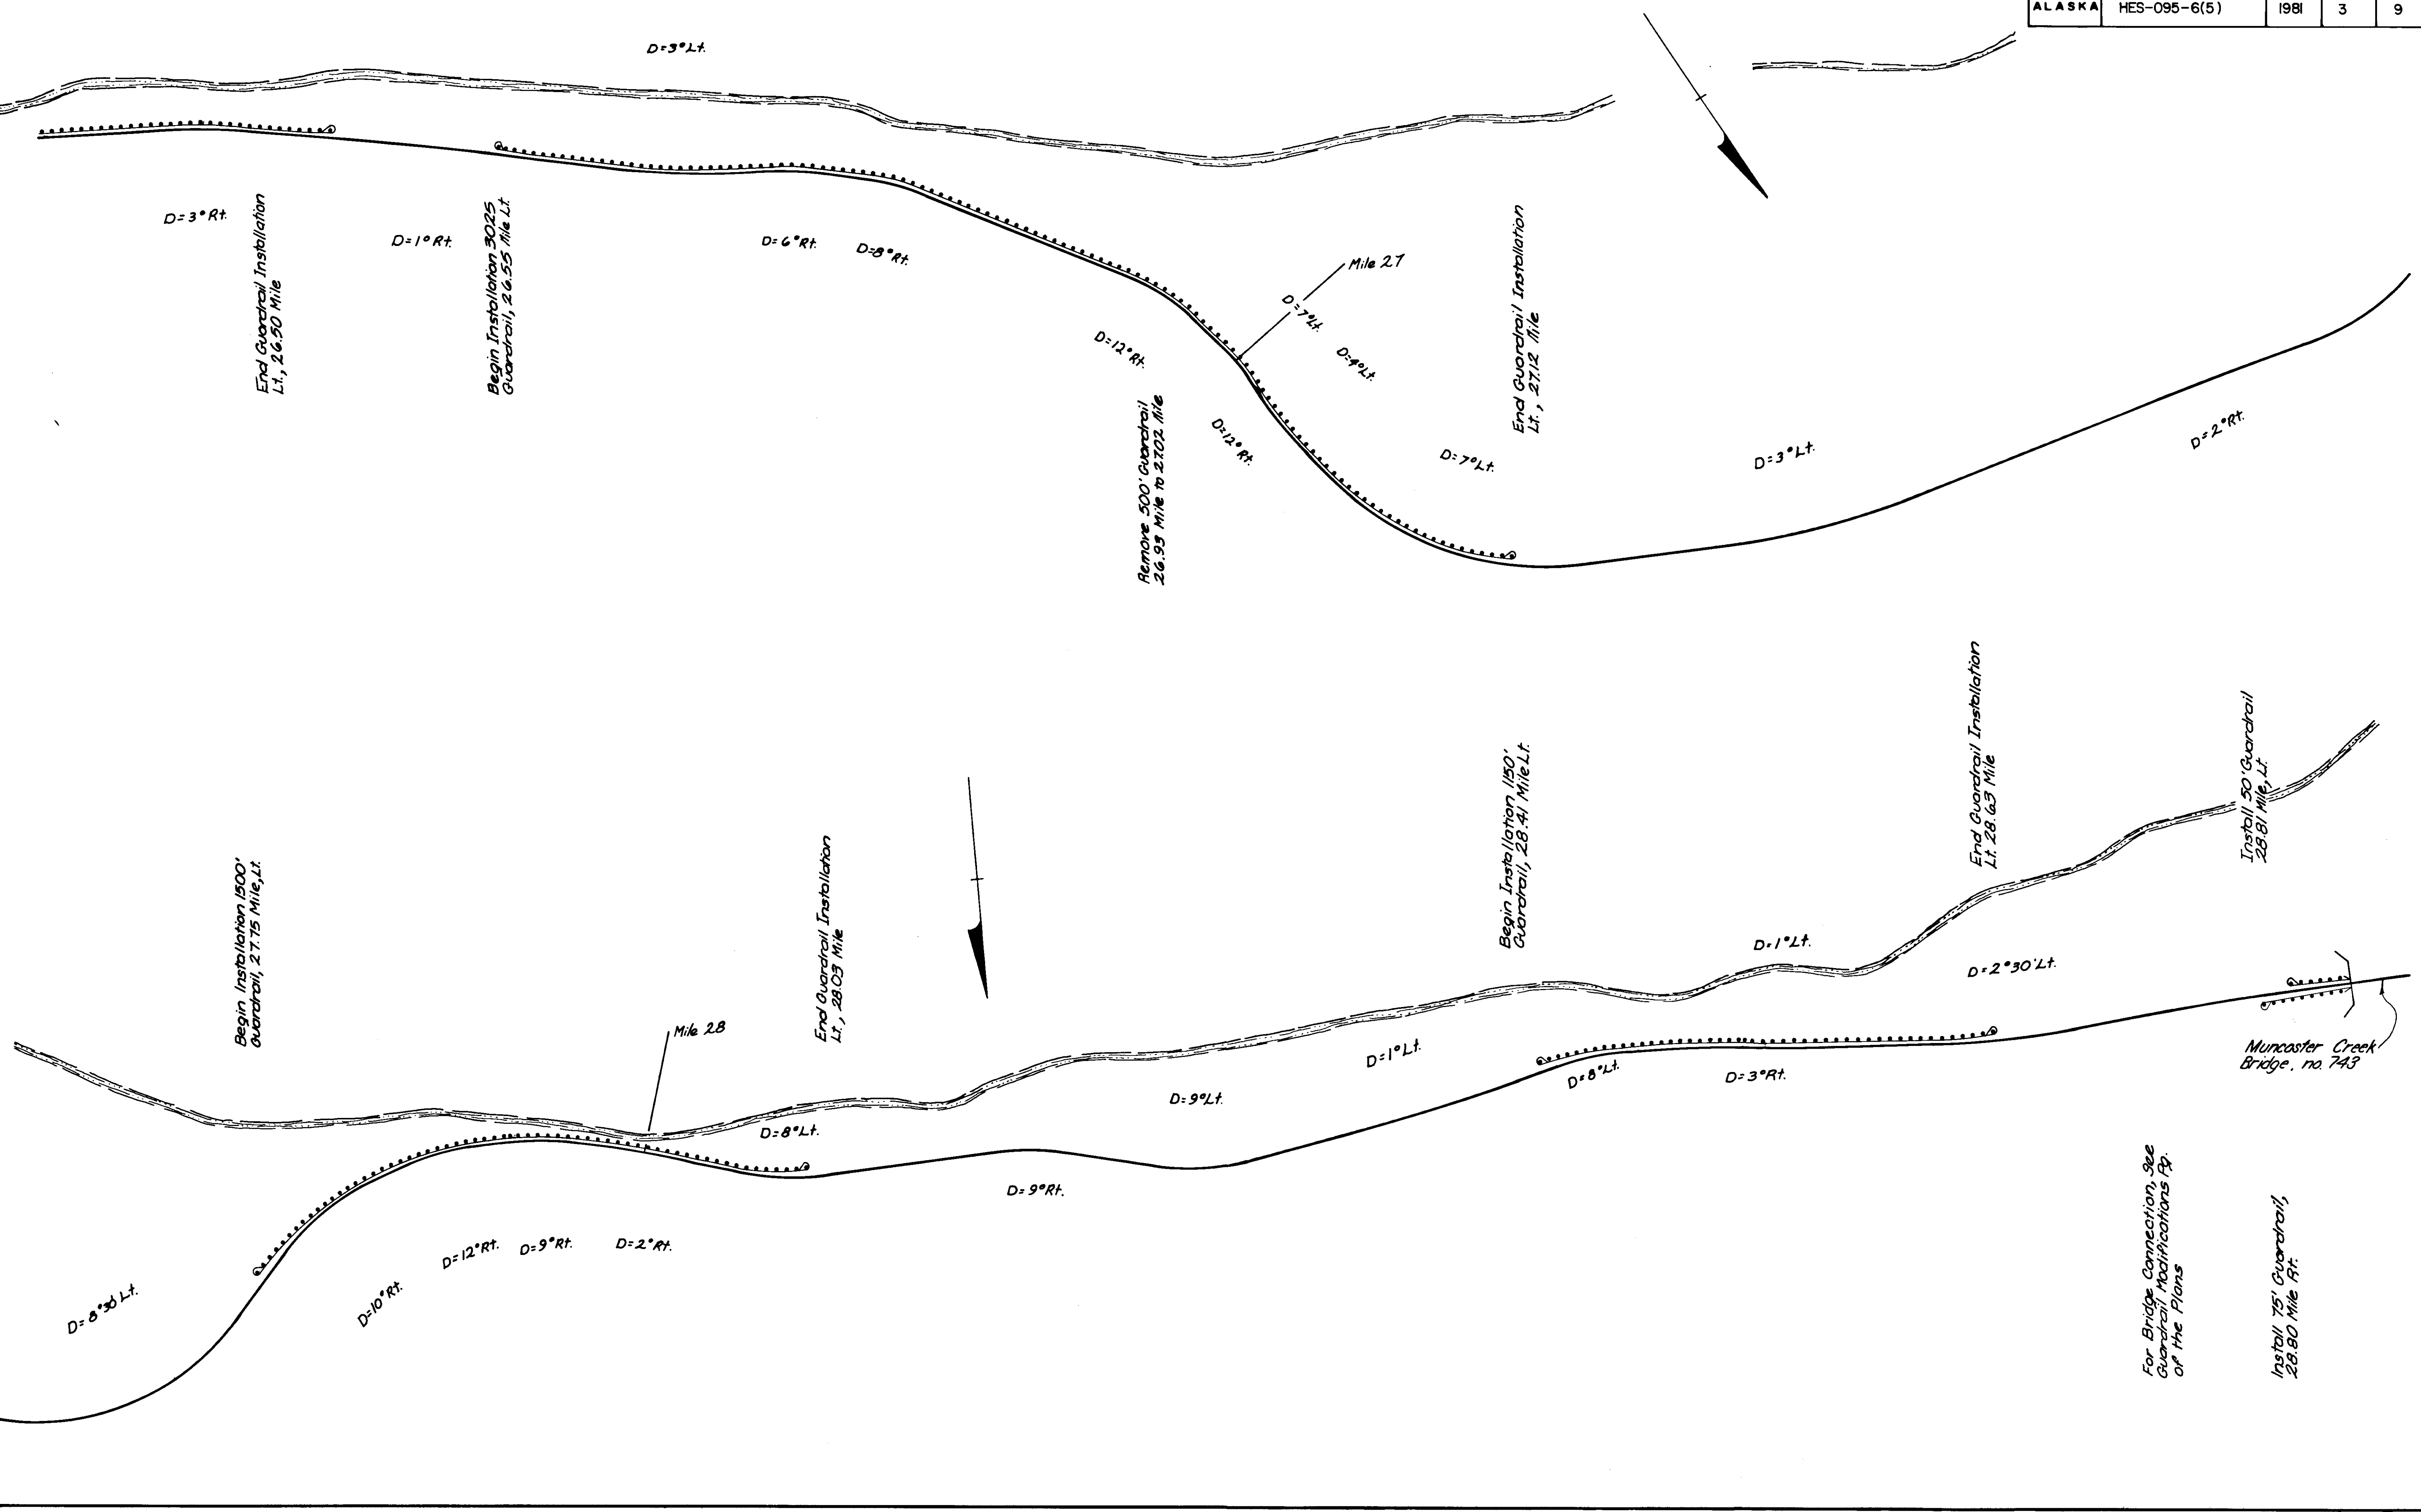 ALASKA HES-095-6(5) 1981 3 9
D=3° Lt.
D=3° Rt.
End Guardrail Installation
Lt., 26.50 Mile
D=1° Rt.
Begin Installation 3025
Guardrail, 26.55 Mile Lt.
D=6° Rt.
D=8° Rt.
Mile 27
D=7° Lt.
D=4° Lt.
D=12° Rt.
Remove 500' Guardrail
26.93 Mile to 27.02 Mile
D=12° Rt.
End Guardrail Installation
Lt., 27.12 Mile
D=7° Lt.
D=3° Lt.
D=2° Rt.
Begin Installation 1500'
Guardrail, 27.75 Mile, Lt.
Mile 28
End Guardrail Installation
Lt., 28.03 Mile
D=8° Lt.
D=8°30' Lt.
D=10° Rt.
D=12° Rt.
D=9° Rt.
D=2° Rt.
D=9° Rt.
D=9° Lt.
D=1° Lt.
Begin Installation 1150'
Guardrail, 28.41 Mile Lt.
D=8° Lt.
D=3° Rt.
D=1° Lt.
End Guardrail Installation
Lt. 28.63 Mile
D=2°30' Lt.
Install 50' Guardrail
28.81 Mile, Lt.
Muncaster Creek
Bridge, no. 743
For Bridge Connection, See
Guardrail Modifications Pg.
of the Plans
Install 75' Guardrail,
28.80 Mile Rt.